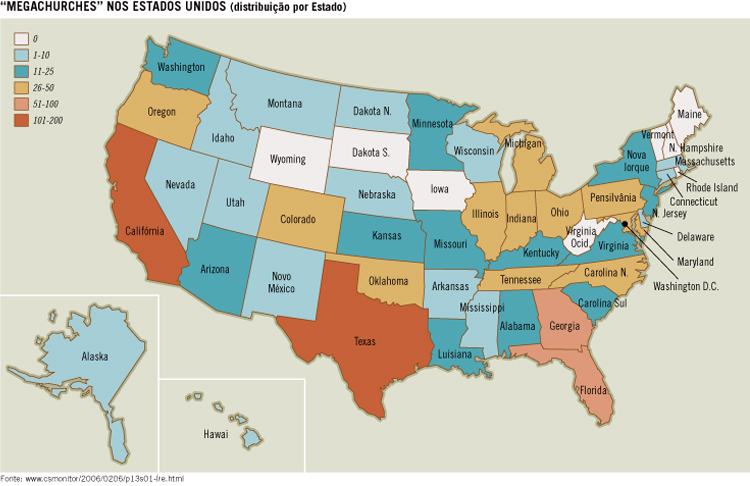 “MEGACHURCHES” NOS ESTADOS UNIDOS (distribuição por Estado)
0
1-10
11-25
26-50
51-100
101-200
Washington
Oregon
Idaho
Montana
Dakota N.
Minnesota
Wisconsin
Michigan
Vermont
Maine
N. Hampshire
Massachusetts
Nova
Iorque
Rhode Island
Connecticut
N. Jersey
Wyoming
Dakota S.
Iowa
Nebraska
Nevada
Utah
Colorado
Califórnia
Kansas
Missouri
Illinois
Indiana
Ohio
Pensilvânia
Virginia
Ocid
Virginia
Delaware
Maryland
Washington D.C.
Kentucky
Arizona
Novo
México
Oklahoma
Arkansas
Tennessee
Carolina N.
Carolina Sul
Mississippi
Alabama
Georgia
Texas
Luisiana
Florida
Alaska
Hawai
Fonte: www.csmonitor/2006/0206/p13s01-lre.html